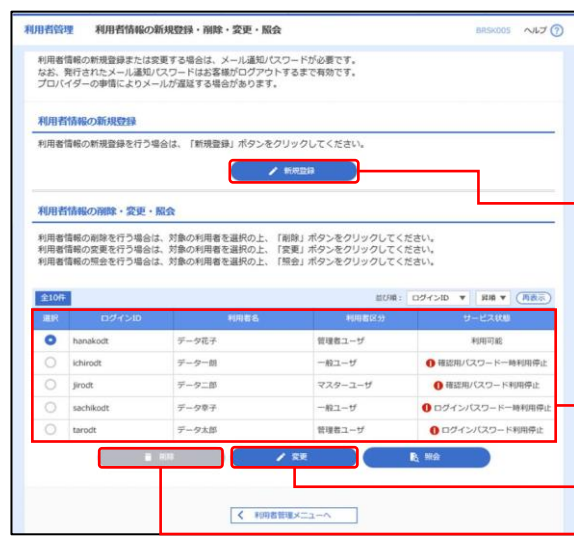 利用者管理 利用者情報の新規登録・削除・変更・照会 BRSK005 ヘルプ ?
利用者情報の新規登録または変更する場合は、メール通知パスワードが必要です。
なお、発行されたメール通知パスワードはお客様がログアウトするまで有効です。
プロバイダーの事情によりメールが遅延する場合があります。
利用者情報の新規登録
利用者情報の新規登録を行う場合は、「新規登録」ボタンをクリックしてください。
新規登録
利用者情報の削除・変更・照会
利用者情報の削除を行う場合は、対象の利用者を選択の上、「削除」ボタンをクリックしてください。
利用者情報の変更を行う場合は、対象の利用者を選択の上、「変更」ボタンをクリックしてください。
利用者情報の照会を行う場合は、対象の利用者を選択の上、「照会」ボタンをクリックしてください。
全10件 並び順: ログインID ▼ 昇順 ▼ 再表示
選択 ログインID 利用者名 利用者区分 サービス状態
hanakodt データ花子 管理者ユーザ 利用可能
ichirodt データ一朗 一般ユーザ 確認用パスワード一時利用停止
jirodt データ二郎 マスターユーザ 確認用パスワード利用停止
sachikodt データ幸子 一般ユーザ ログインパスワード一時利用停止
tarodt データ太郎 管理者ユーザ ログインパスワード利用停止
削除 変更 照会
利用者管理メニューへ